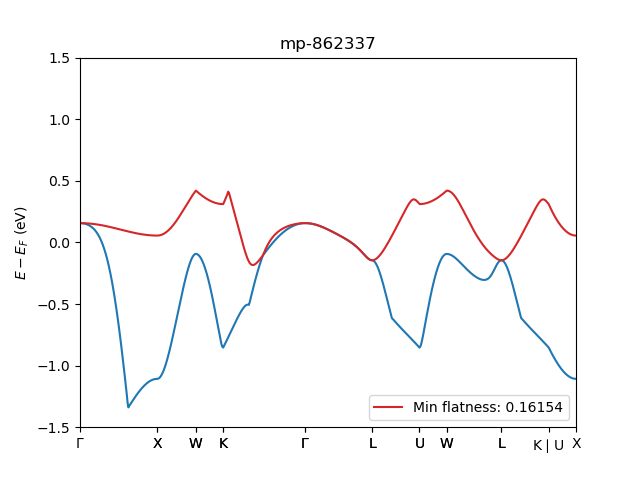 mp-862337
1.5
1.0
0.5
0.0
−0.5
−1.0
−1.5
E − E_F (eV)
Min flatness: 0.16154
Γ X W K Γ L U W L K | U X